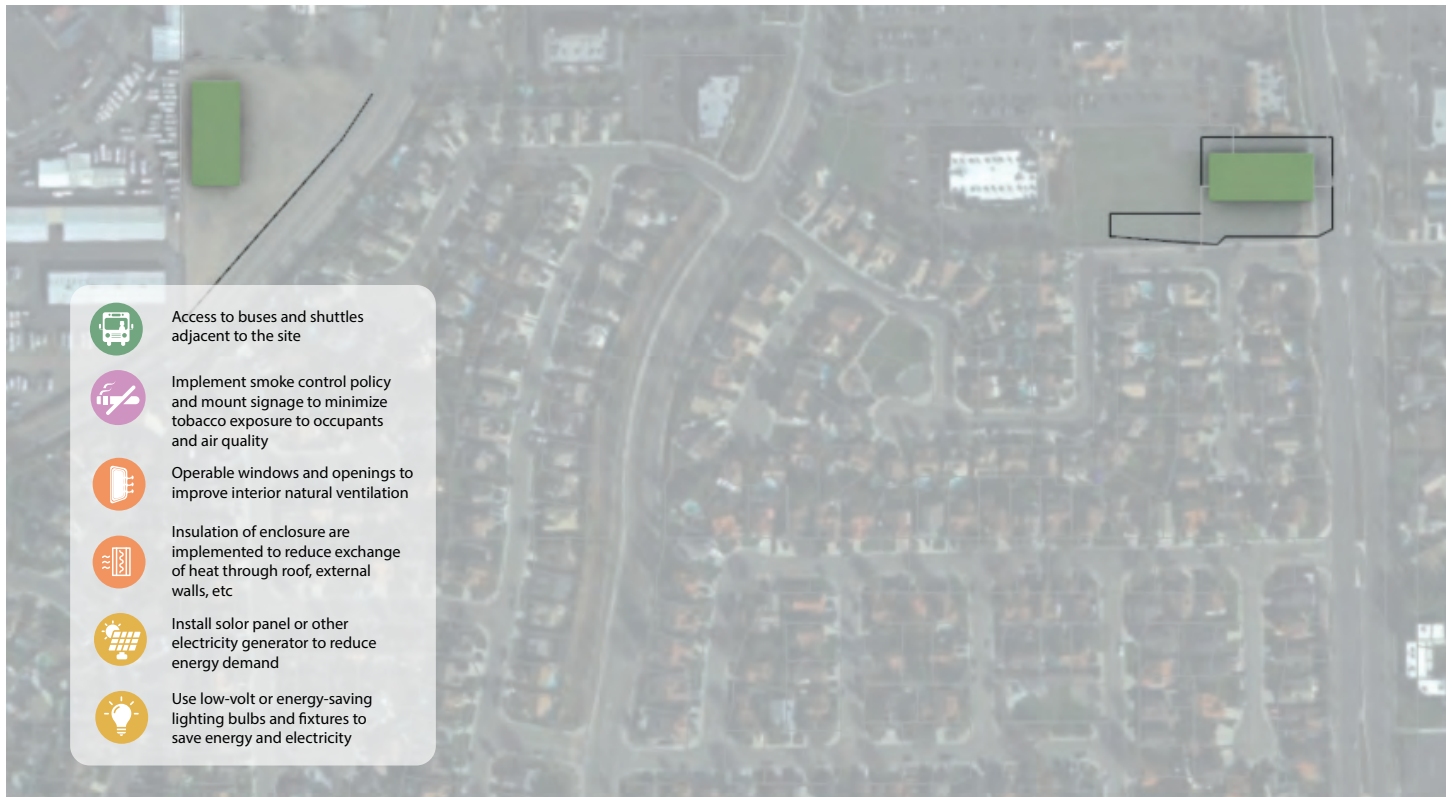 Access to buses and shuttles
adjacent to the site
Implement smoke control policy
and mount signage to minimize
tobacco exposure to occupants
and air quality
Operable windows and openings to
improve interior natural ventilation
Insulation of enclosure are
implemented to reduce exchange
of heat through roof, external
walls, etc
Install solor panel or other
electricity generator to reduce
energy demand
Use low-volt or energy-saving
lighting bulbs and fixtures to
save energy and electricity